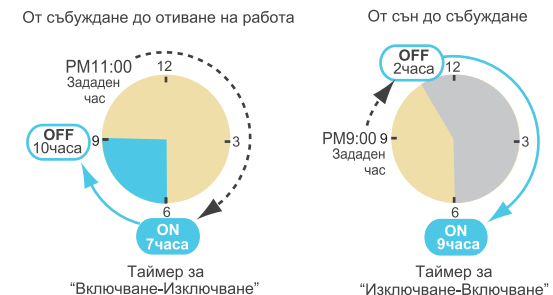 От събуждане до отиване на работа
PM11:00
Зададен
час
12
3
6
9
OFF
10часа
ON
7часа
Таймер за
“Включване-Изключване”
От сън до събуждане
OFF
2часа
12
PM9:00
Зададен
час
9
3
6
ON
9часа
Таймер за
“Изключване-Включване”